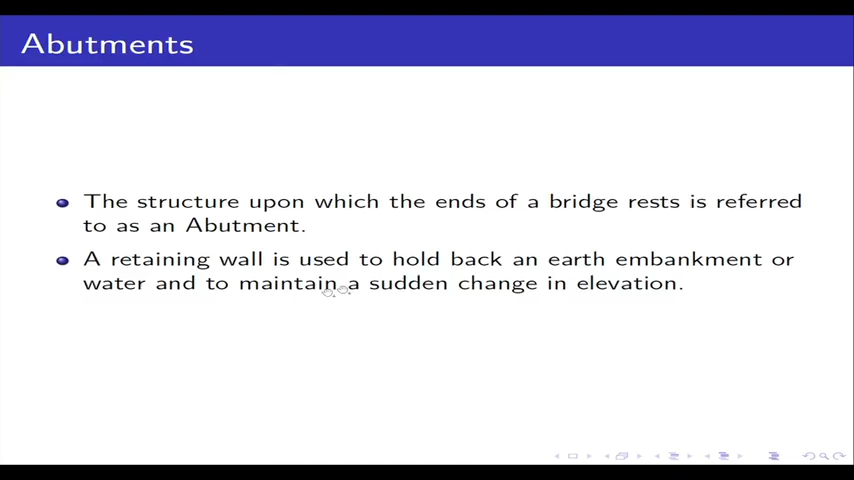 Abutments
The structure upon which the ends of a bridge rests is referred
to as an Abutment.
A retaining wall is used to hold back an earth embankment or
water and to maintain a sudden change in elevation.